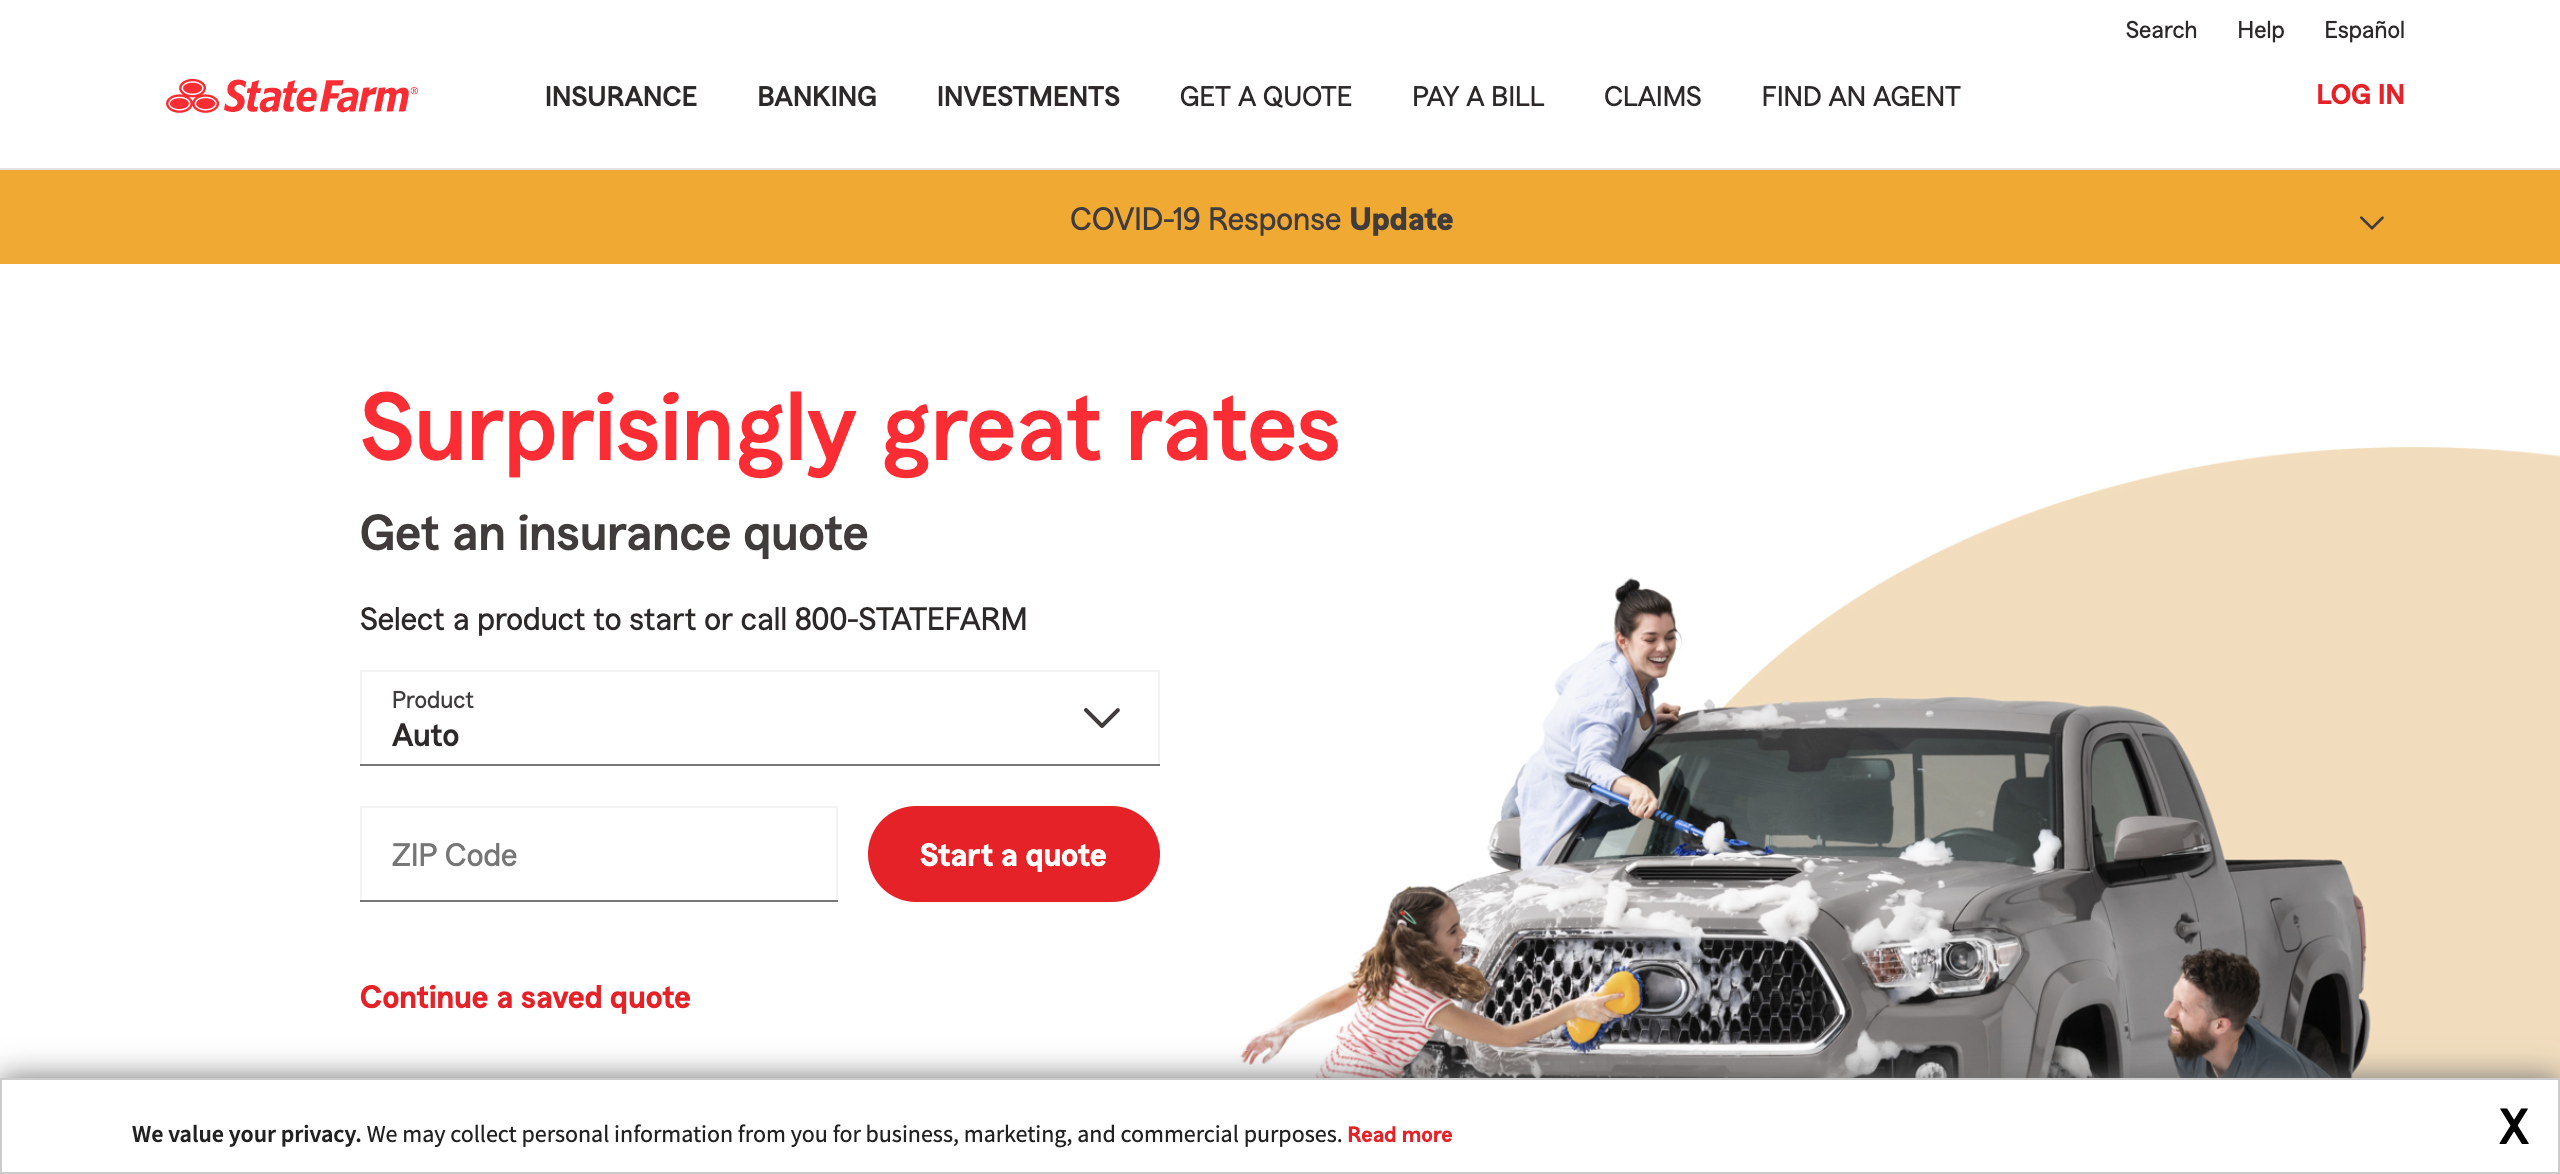 Search Help Español
StateFarm®
INSURANCE BANKING INVESTMENTS GET A QUOTE PAY A BILL CLAIMS FIND AN AGENT LOG IN
COVID-19 Response Update
Surprisingly great rates
Get an insurance quote
Select a product to start or call 800-STATEFARM
Product
Auto
ZIP Code
Start a quote
Continue a saved quote
We value your privacy. We may collect personal information from you for business, marketing, and commercial purposes. Read more
X